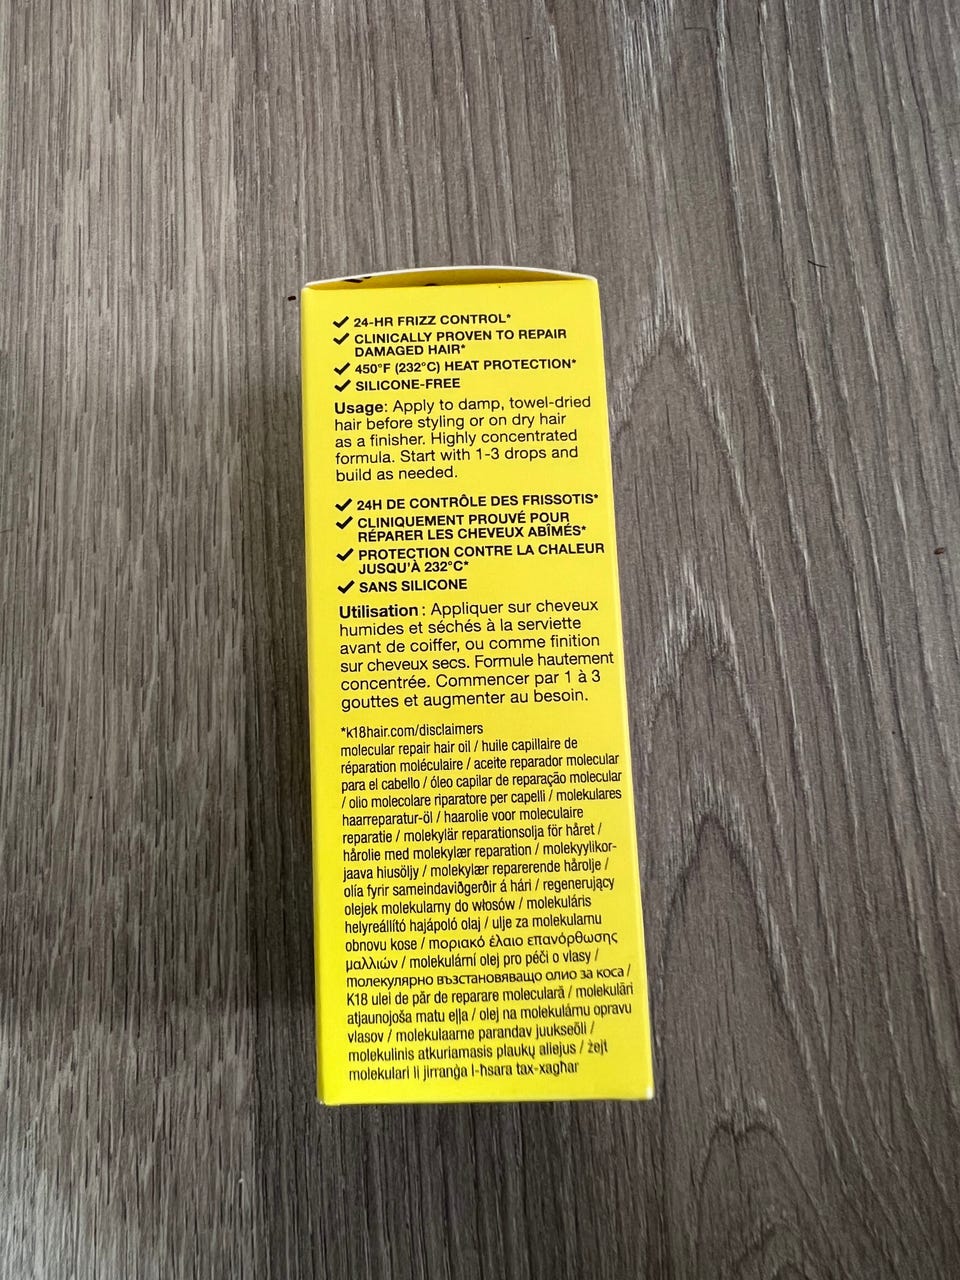 ✓ 24-HR FRIZZ CONTROL*
✓ CLINICALLY PROVEN TO REPAIR
DAMAGED HAIR*
✓ 450°F (232°C) HEAT PROTECTION*
✓ SILICONE-FREE
Usage: Apply to damp, towel-dried
hair before styling or on dry hair
as a finisher. Highly concentrated
formula. Start with 1-3 drops and
build as needed.
✓ 24H DE CONTRÔLE DES FRISSOTIS*
✓ CLINIQUEMENT PROUVÉ POUR
RÉPARER LES CHEVEUX ABÎMÉS*
✓ PROTECTION CONTRE LA CHALEUR
JUSQU'À 232°C*
✓ SANS SILICONE
Utilisation : Appliquer sur cheveux
humides et séchés à la serviette
avant de coiffer, ou comme finition
sur cheveux secs. Formule hautement
concentrée. Commencer par 1 à 3
gouttes et augmenter au besoin.
*k18hair.com/disclaimers
molecular repair hair oil / huile capillaire de
réparation moléculaire / aceite reparador molecular
para el cabello / óleo capilar de reparação molecular
/ olio molecolare riparatore per capelli / molekulares
haarreparatur-öl / haarolie voor moleculaire
reparatie / molekylär reparationsolja för håret /
hårolie med molekylær reparation / molekyylikor-
jaava hiusöljy / molekylær reparerende hårolje /
olía fyrir sameindaviðgerðir á hári / regenerujący
olejek molekularny do włosów / molekuláris
helyreállító hajápoló olaj / ulje za molekularnu
obnovu kose / μοριακό έλαιο επανόρθωσης
μαλλιών / molekulární olej pro péči o vlasy /
молекулярно възстановяващо олио за коса /
K18 ulei de păr de reparare moleculară / molekulāri
atjaunojoša matu eļļa / olej na molekulárnu opravu
vlasov / molekulaarne parandav juukseõli /
molekulinis atkuriamasis plaukų aliejus / żejt
molekulari li jirranġa l-ħsara tax-xagħar